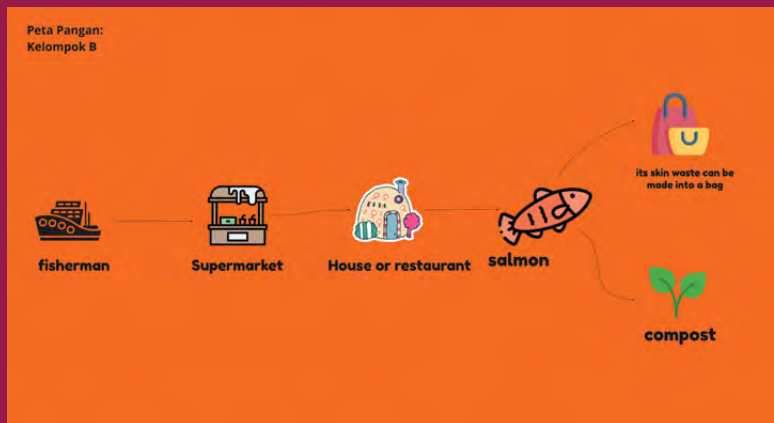 Peta Pangan:
Kelompok B
fisherman
Supermarket
House or restaurant
salmon
its skin waste can be
made into a bag
compost